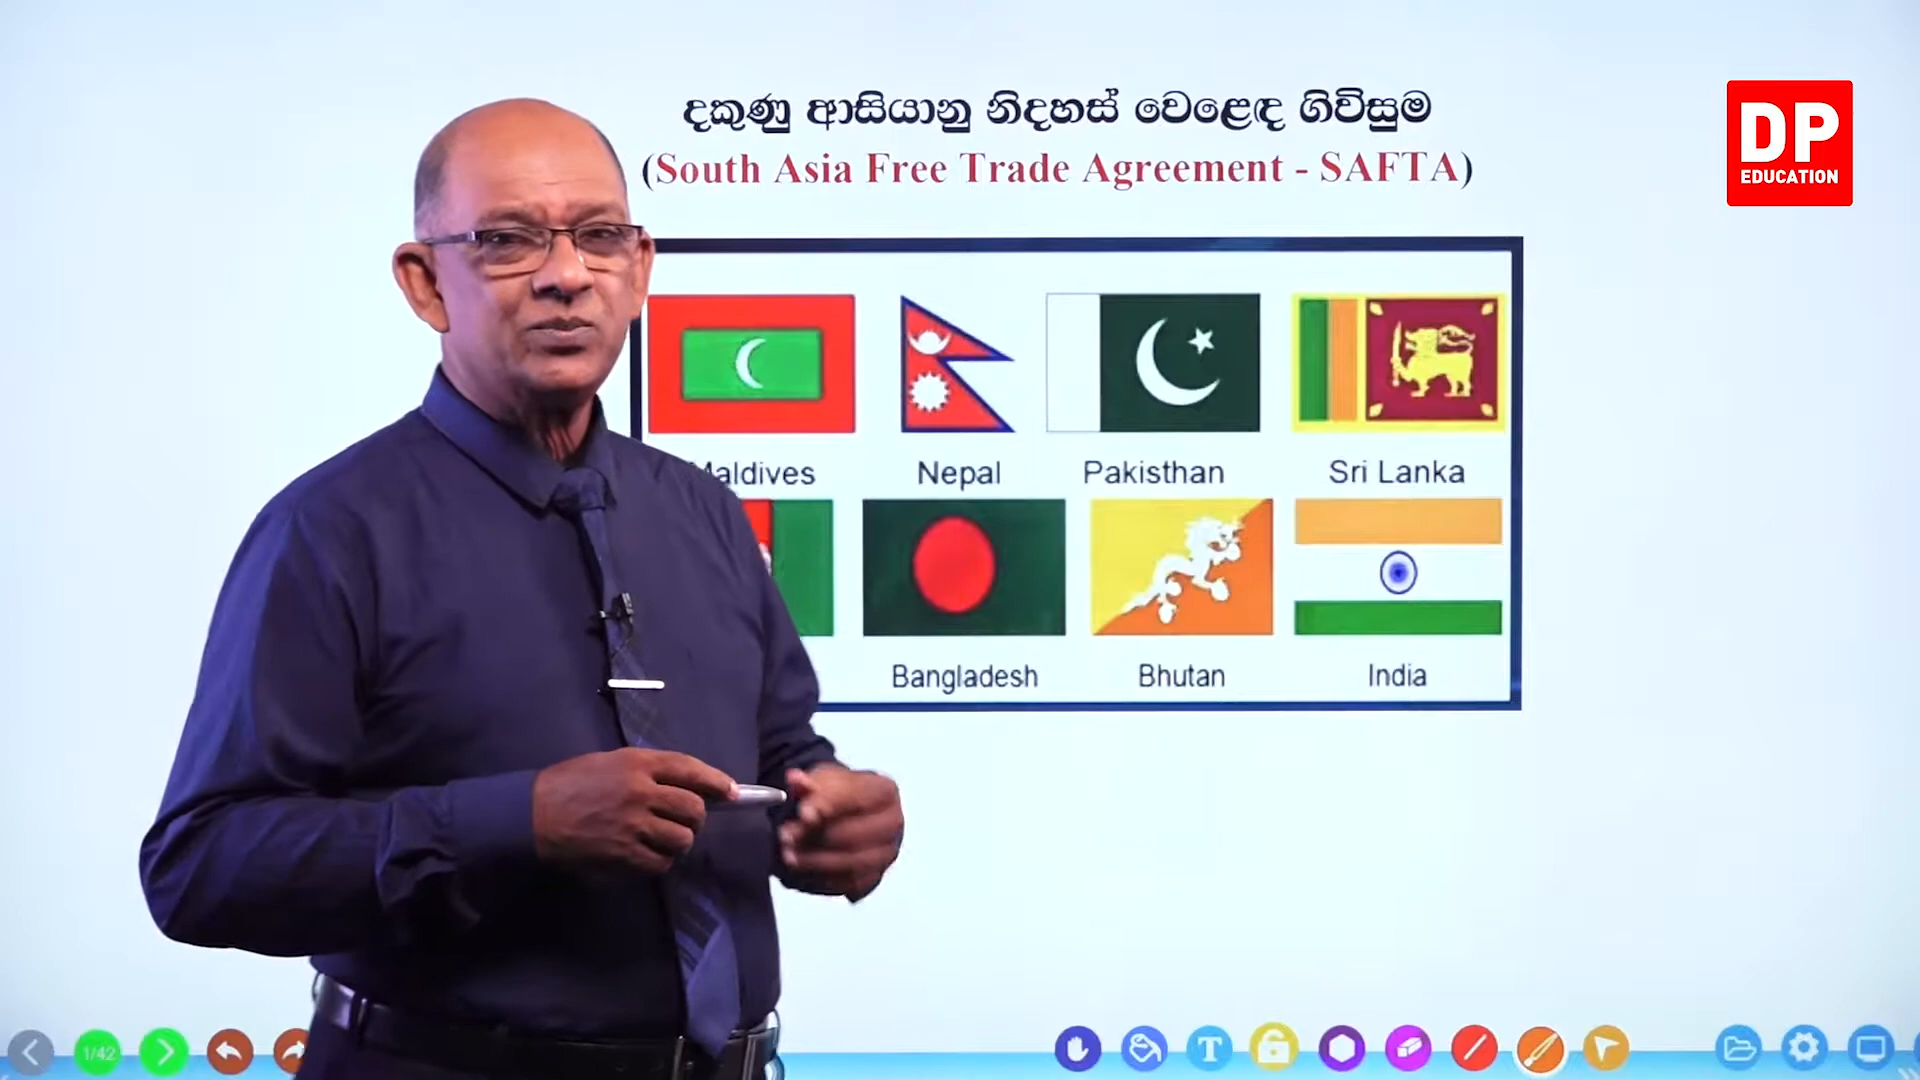 දකුණු ආසියානු නිදහස් වෙළෙඳ ගිවිසුම
(South Asia Free Trade Agreement - SAFTA)
DP
EDUCATION
Maldives Nepal Pakisthan Sri Lanka
Bangladesh Bhutan India
1/42
T